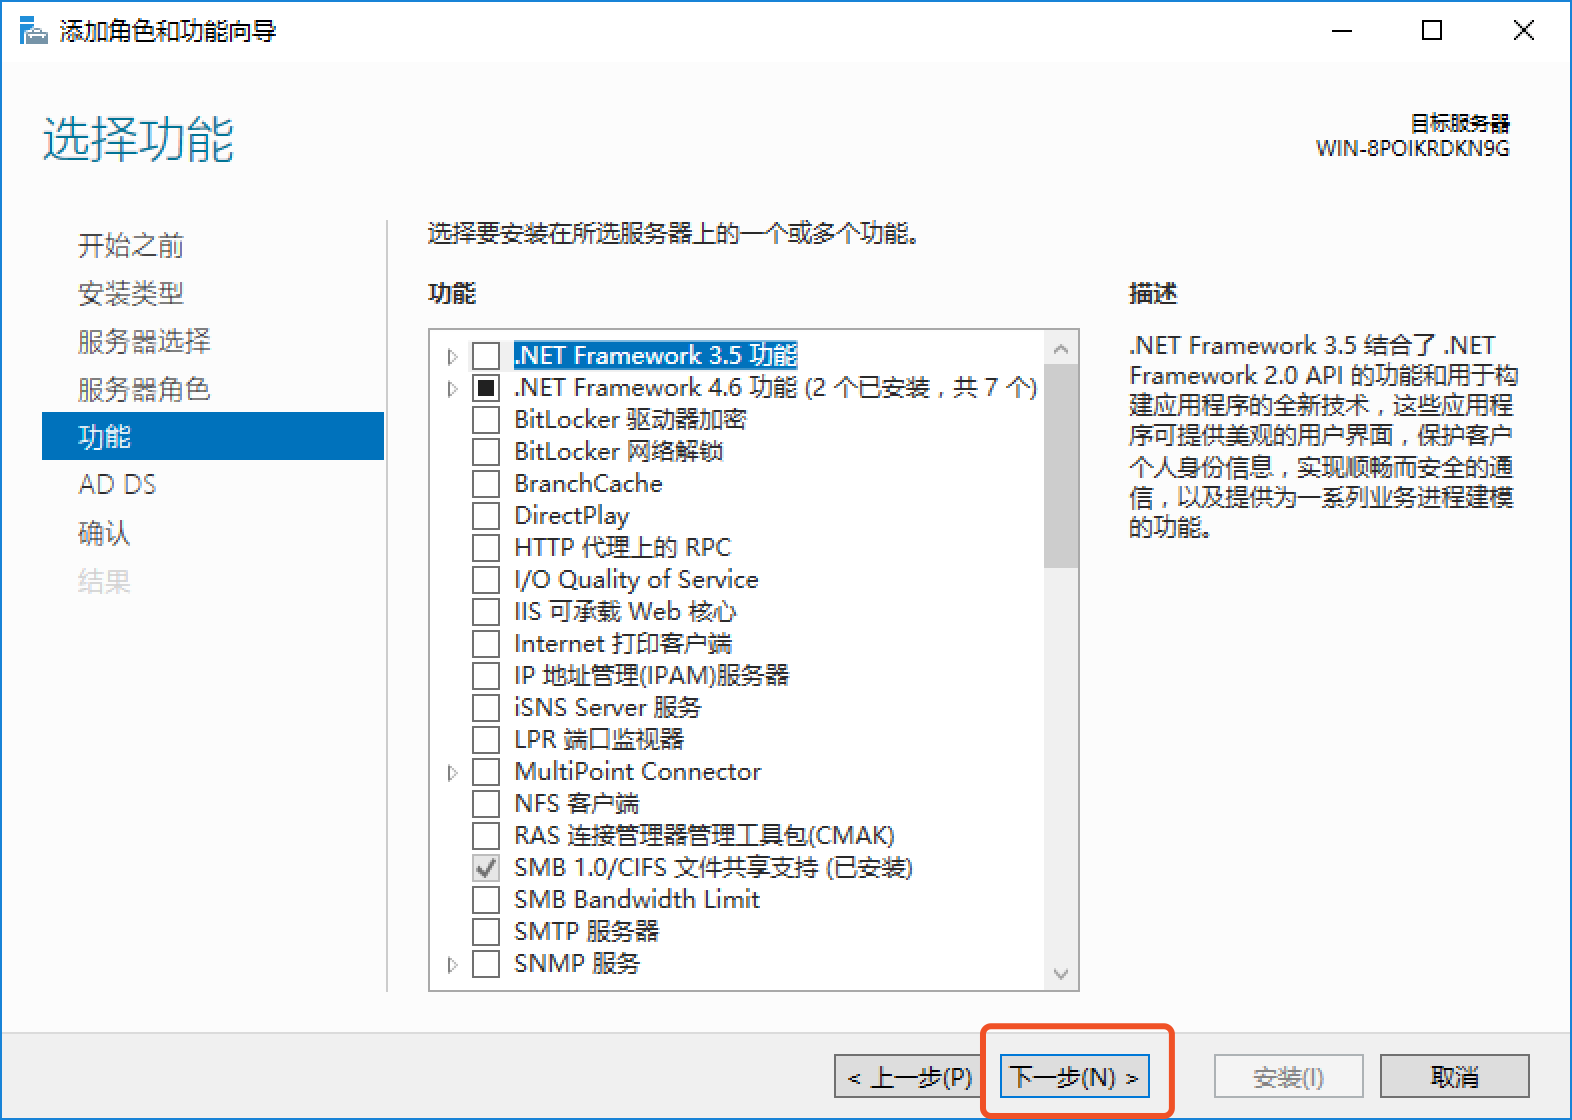 添加角色和功能向导
选择功能
目标服务器
WIN-8POIKRDKN9G
开始之前
安装类型
服务器选择
服务器角色
功能
AD DS
确认
结果
选择要安装在所选服务器上的一个或多个功能。
功能
.NET Framework 3.5 功能
.NET Framework 4.6 功能 (2 个已安装，共 7 个)
BitLocker 驱动器加密
BitLocker 网络解锁
BranchCache
DirectPlay
HTTP 代理上的 RPC
I/O Quality of Service
IIS 可承载 Web 核心
Internet 打印客户端
IP 地址管理(IPAM)服务器
iSNS Server 服务
LPR 端口监视器
MultiPoint Connector
NFS 客户端
RAS 连接管理器管理工具包(CMAK)
SMB 1.0/CIFS 文件共享支持 (已安装)
SMB Bandwidth Limit
SMTP 服务器
SNMP 服务
描述
.NET Framework 3.5 结合了 .NET
Framework 2.0 API 的功能和用于构
建应用程序的全新技术，这些应用程
序可提供美观的用户界面，保护客户
个人身份信息，实现顺畅而安全的通
信，以及提供为一系列业务进程建模
的功能。
< 上一步(P)
下一步(N) >
安装(I)
取消